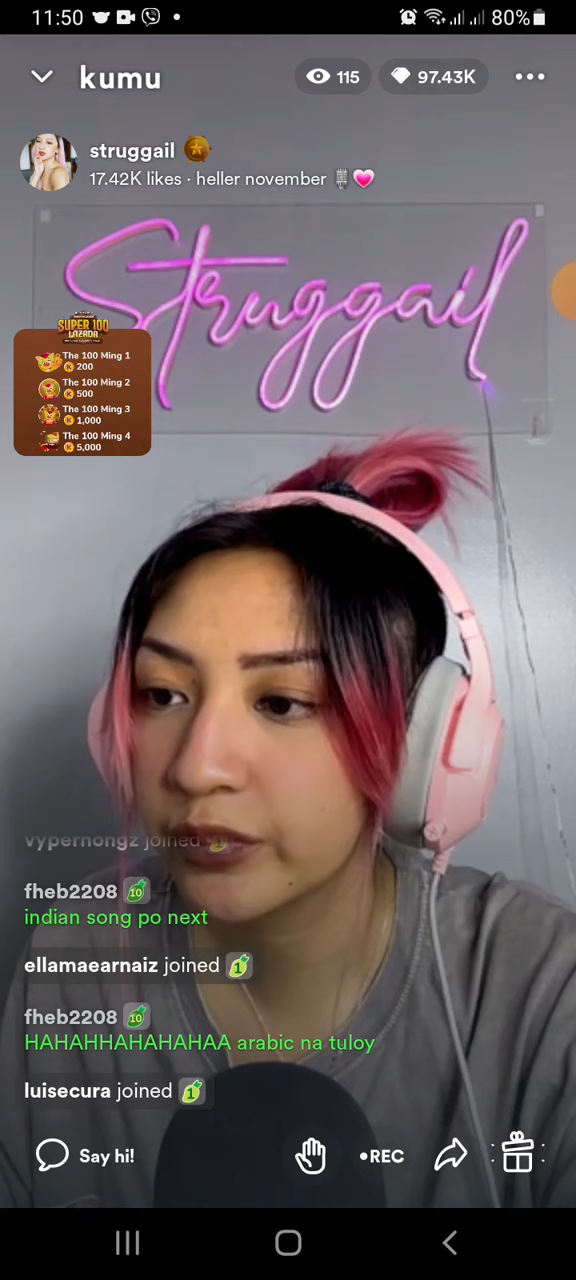 11:50
80%
kumu
115
97.43K
struggail
17.42K likes · heller november
Struggail
SUPER 100
LAZADA
The 100 Ming 1
200
The 100 Ming 2
500
The 100 Ming 3
1,000
The 100 Ming 4
5,000
vypernongz joined
fheb2208 10
indian song po next
ellamaearnaiz joined 1
fheb2208 10
HAHAHHAHAHAHAA arabic na tuloy
luisecura joined 1
Say hi!
•REC